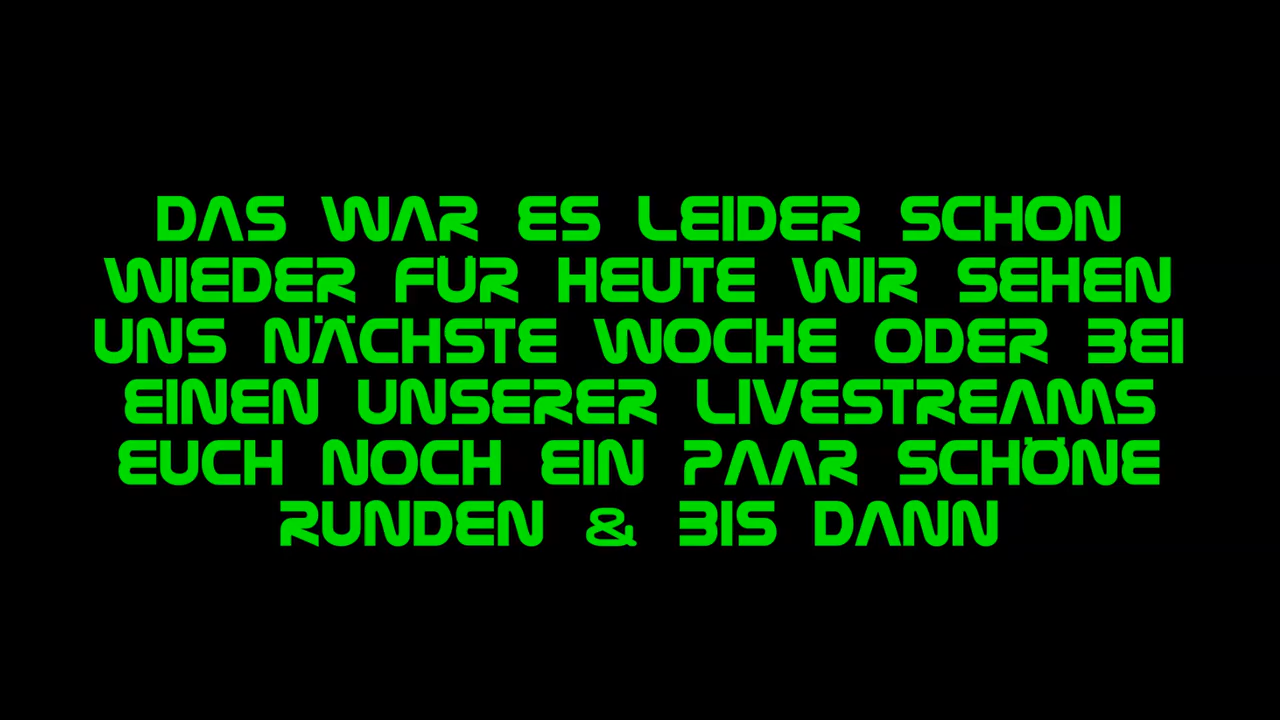 DAS WAR ES LEIDER SCHON
WIEDER FÜR HEUTE WIR SEHEN
UNS NÄCHSTE WOCHE ODER BEI
EINEN UNSERER LIVESTREAMS
EUCH NOCH EIN PAAR SCHÖNE
RUNDEN & BIS DANN